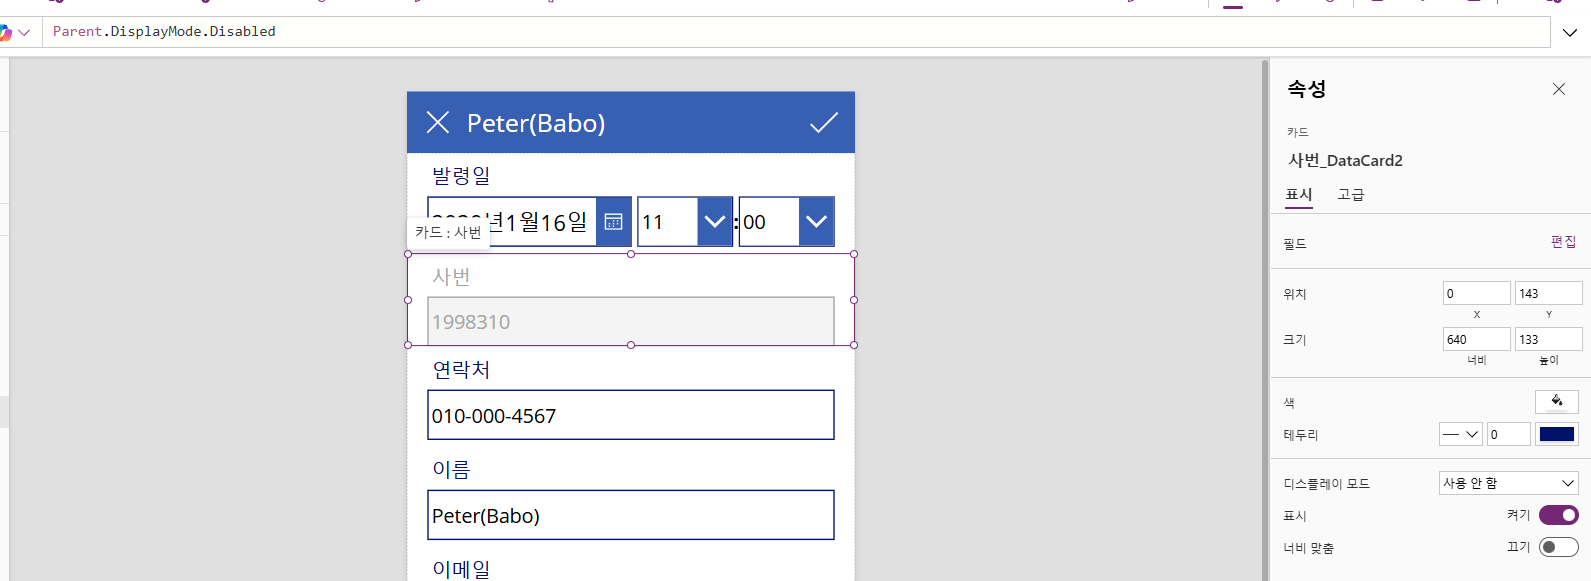 Parent.DisplayMode.Disabled
속성
카드
사번_DataCard2
표시 고급
필드 편집
위치 0 143
X Y
크기 640 133
너비 높이
색
테두리 0
디스플레이 모드 사용 안 함
표시 켜기
너비 맞춤 끄기
Peter(Babo)
발령일
년1월16일 11 : 00
카드 : 사번
사번
1998310
연락처
010-000-4567
이름
Peter(Babo)
이메일